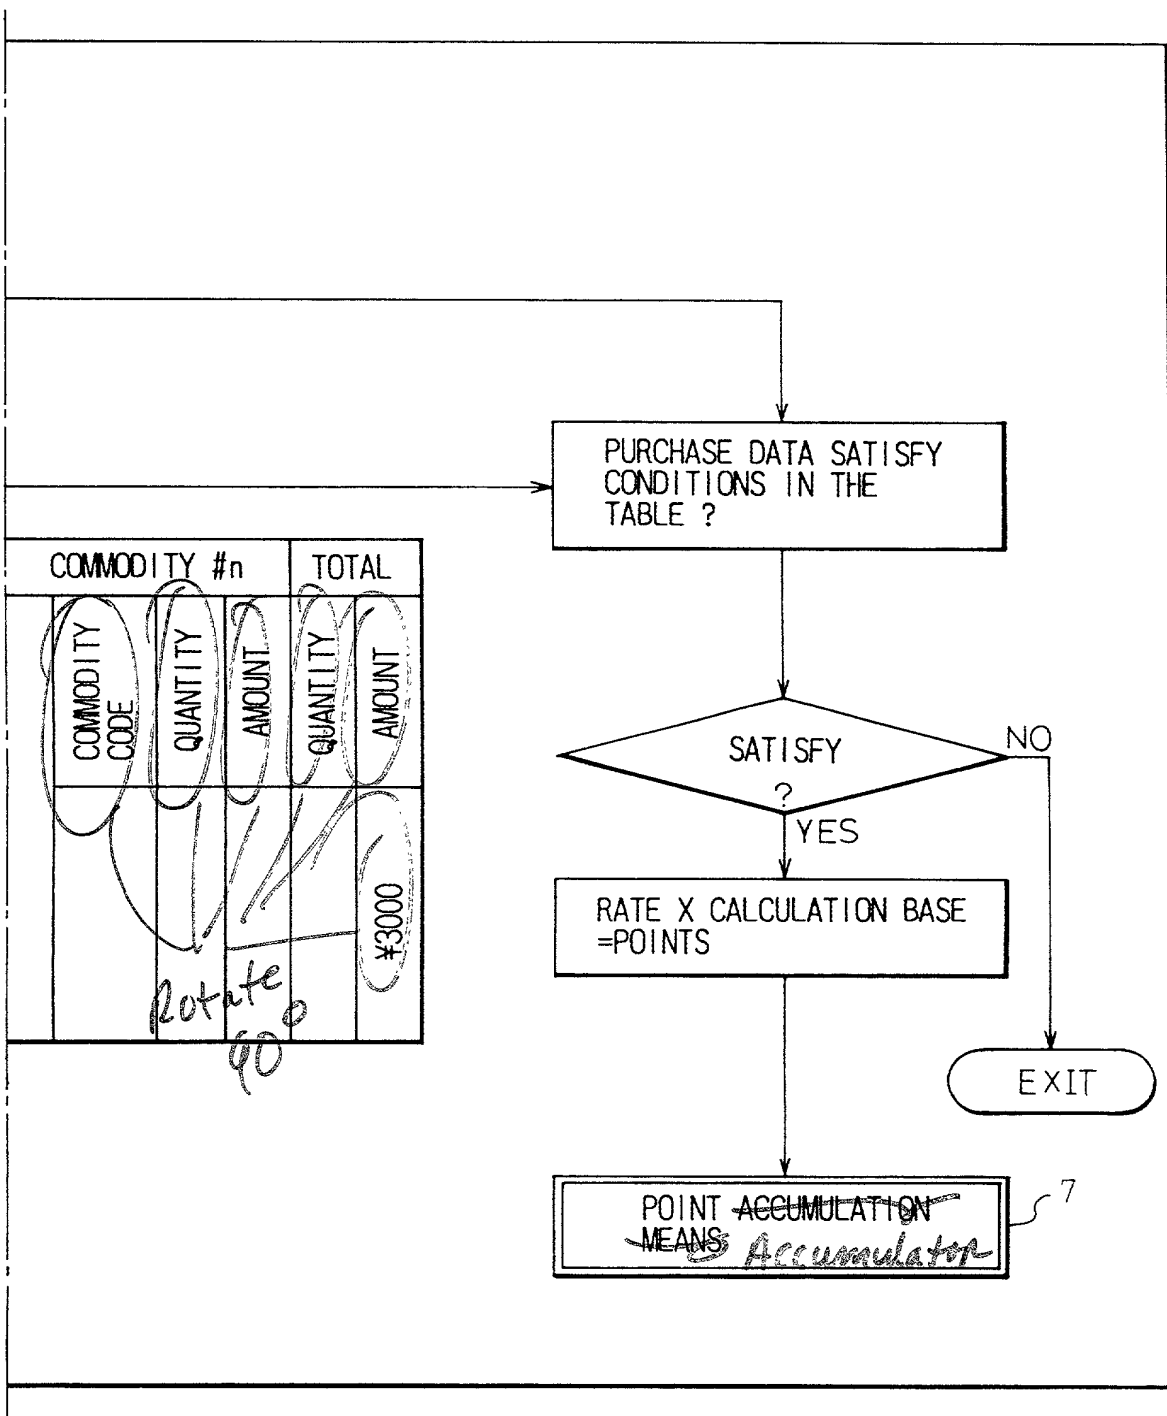 PURCHASE DATA SATISFY
CONDITIONS IN THE
TABLE ?
COMMODITY #n
TOTAL
COMMODITY
CODE
QUANTITY
AMOUNT
QUANTITY
AMOUNT
¥3000
Rotate
90°
SATISFY
?
NO
YES
RATE X CALCULATION BASE
=POINTS
EXIT
POINT ACCUMULATION
MEANS Accumulator
7